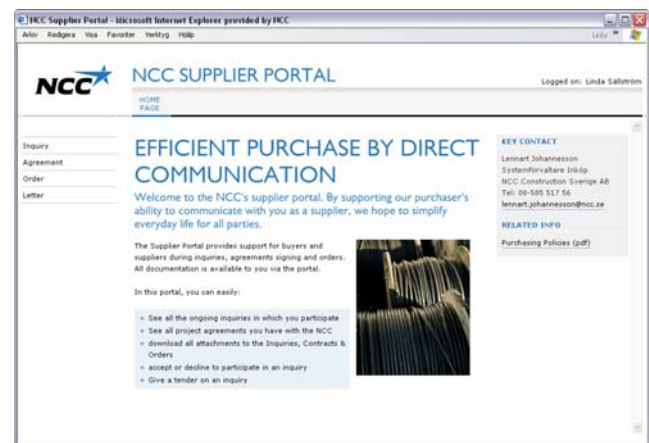 NCC Supplier Portal - Microsoft Internet Explorer provided by NCC
Arkiv Redigera Visa Favoriter Verktyg Hjälp
Links
NCC
NCC SUPPLIER PORTAL
Logged on: Linda Sällström
HOME
PAGE
Inquiry
Agreement
Order
Letter
EFFICIENT PURCHASE BY DIRECT
COMMUNICATION
Welcome to the NCC's supplier portal. By supporting our purchaser's
ability to communicate with you as a supplier, we hope to simplify
everyday life for all parties.
The Supplier Portal provides support for buyers and
suppliers during inquiries, agreements signing and orders.
All documentation is available to you via the portal.
In this portal, you can easily:
See all the ongoing inquiries in which you participate
See all project agreements you have with the NCC
download all attachments to the Inquiries, Contracts &
Orders
accept or decline to participate in an inquiry
Give a tender on an inquiry
KEY CONTACT
Lennart Johannesson
Systemförvaltare Inköp
NCC Construction Sverige AB
Tel: 08-585 517 56
lennart.johannesson@ncc.se
RELATED INFO
Purchasing Policies (pdf)